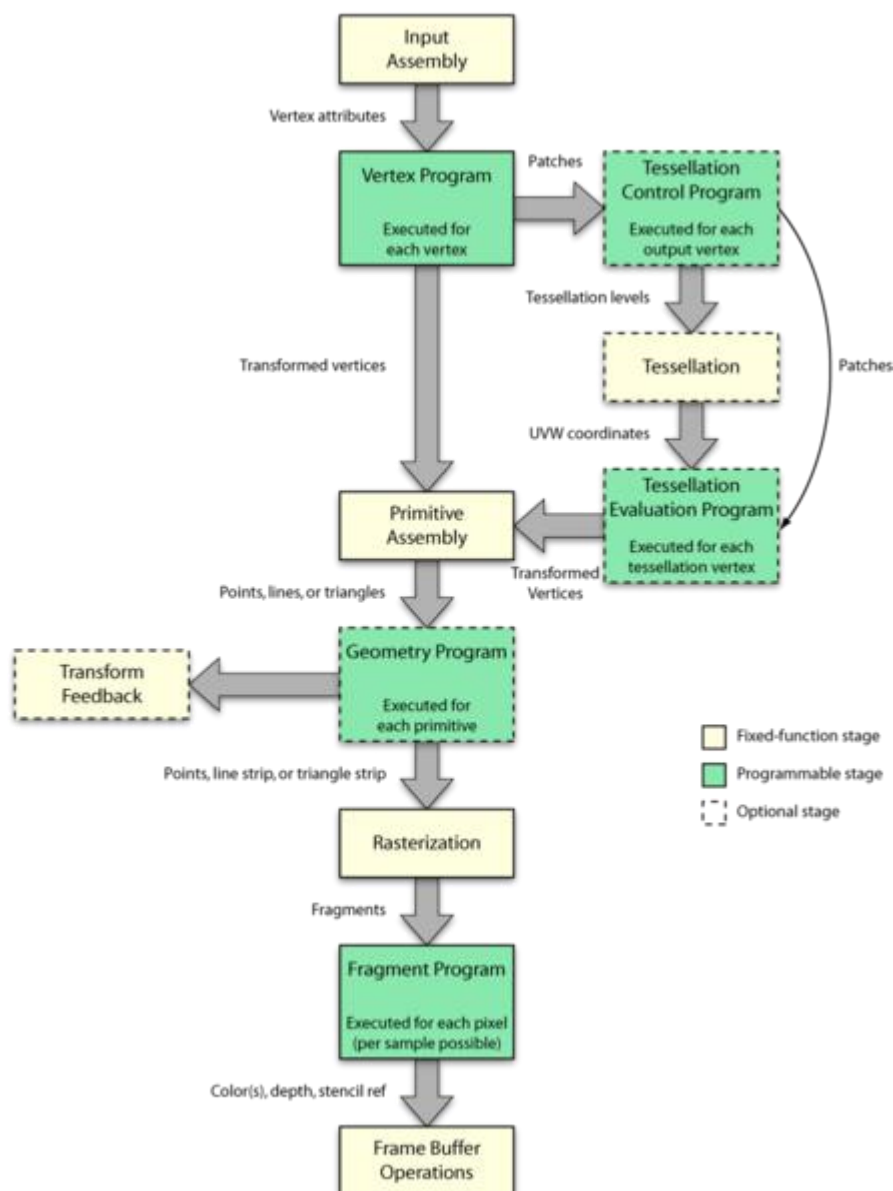 Input
Assembly
Vertex attributes
Vertex Program
Executed for
each vertex
Patches
Tessellation
Control Program
Executed for each
output vertex
Tessellation levels
Tessellation
Patches
UVW coordinates
Tessellation
Evaluation Program
Executed for each
tessellation vertex
Transformed vertices
Transformed
Vertices
Primitive
Assembly
Points, lines, or triangles
Geometry Program
Executed for
each primitive
Transform
Feedback
Points, line strip, or triangle strip
Rasterization
Fragments
Fragment Program
Executed for each pixel
(per sample possible)
Color(s), depth, stencil ref
Frame Buffer
Operations
Fixed-function stage
Programmable stage
Optional stage